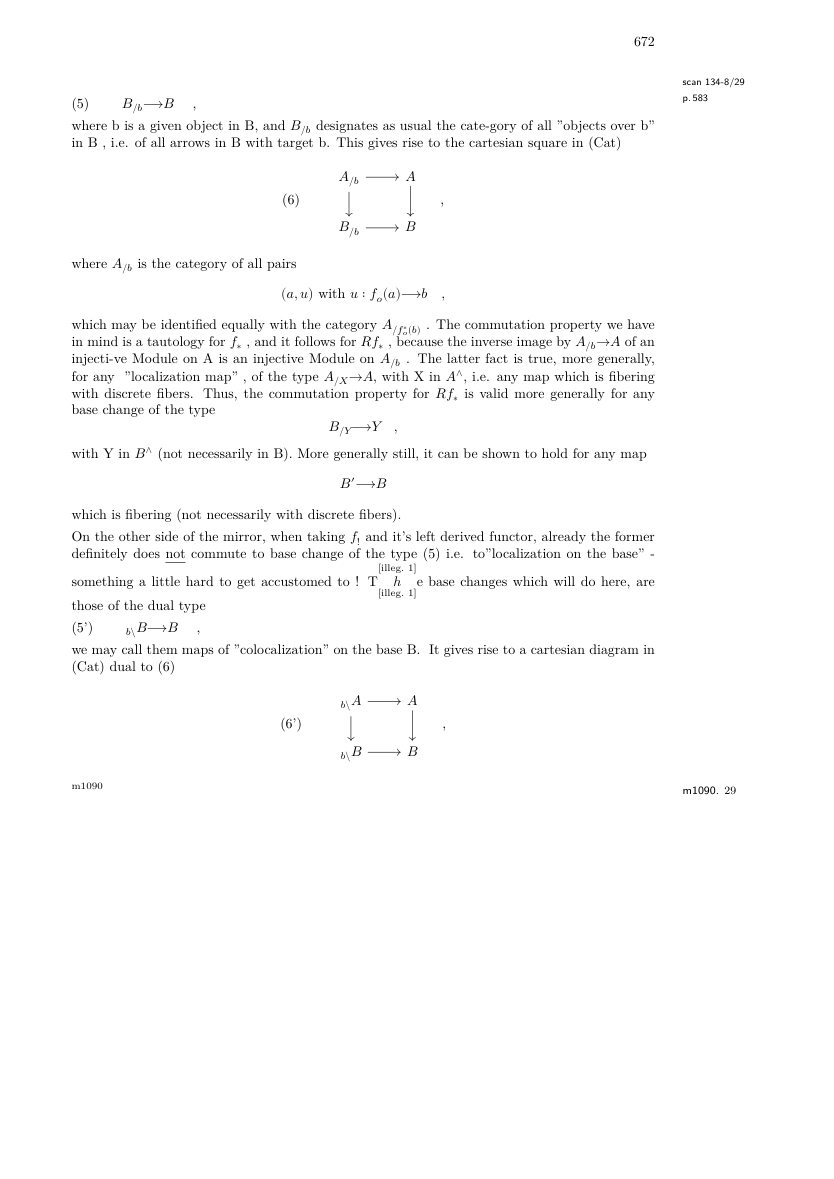 672
scan 134-8/29
p. 583
(5) B/b⟶B ,
where b is a given object in B, and B/b designates as usual the cate-gory of all ”objects over b”
in B , i.e. of all arrows in B with target b. This gives rise to the cartesian square in (Cat)
A/b ⟶ A
(6) ↓ ↓ ,
B/b ⟶ B
where A/b is the category of all pairs
(a, u) with u : fₒ(a)⟶b ,
which may be identified equally with the category A/fₒ*(b) . The commutation property we have
in mind is a tautology for f∗ , and it follows for Rf∗ , because the inverse image by A/b→A of an
injecti-ve Module on A is an injective Module on A/b . The latter fact is true, more generally,
for any ”localization map” , of the type A/X→A, with X in A^, i.e. any map which is fibering
with discrete fibers. Thus, the commutation property for Rf∗ is valid more generally for any
base change of the type
B/Y⟶Y ,
with Y in B^ (not necessarily in B). More generally still, it can be shown to hold for any map
B′⟶B
which is fibering (not necessarily with discrete fibers).
On the other side of the mirror, when taking f! and it's left derived functor, already the former
definitely does not commute to base change of the type (5) i.e. to”localization on the base” -
[illeg. 1]
something a little hard to get accustomed to ! T h e base changes which will do here, are
[illeg. 1]
those of the dual type
(5') b\B⟶B ,
we may call them maps of ”colocalization” on the base B. It gives rise to a cartesian diagram in
(Cat) dual to (6)
b\A ⟶ A
(6') ↓ ↓ ,
b\B ⟶ B
m1090
m1090. 29